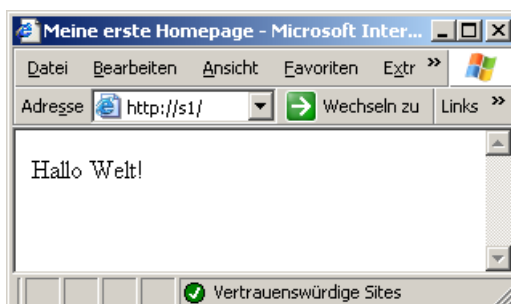 Meine erste Homepage - Microsoft Inter...
Datei Bearbeiten Ansicht Favoriten Extr »
Adresse http://s1/ Wechseln zu Links »
Hallo Welt!
Vertrauenswürdige Sites